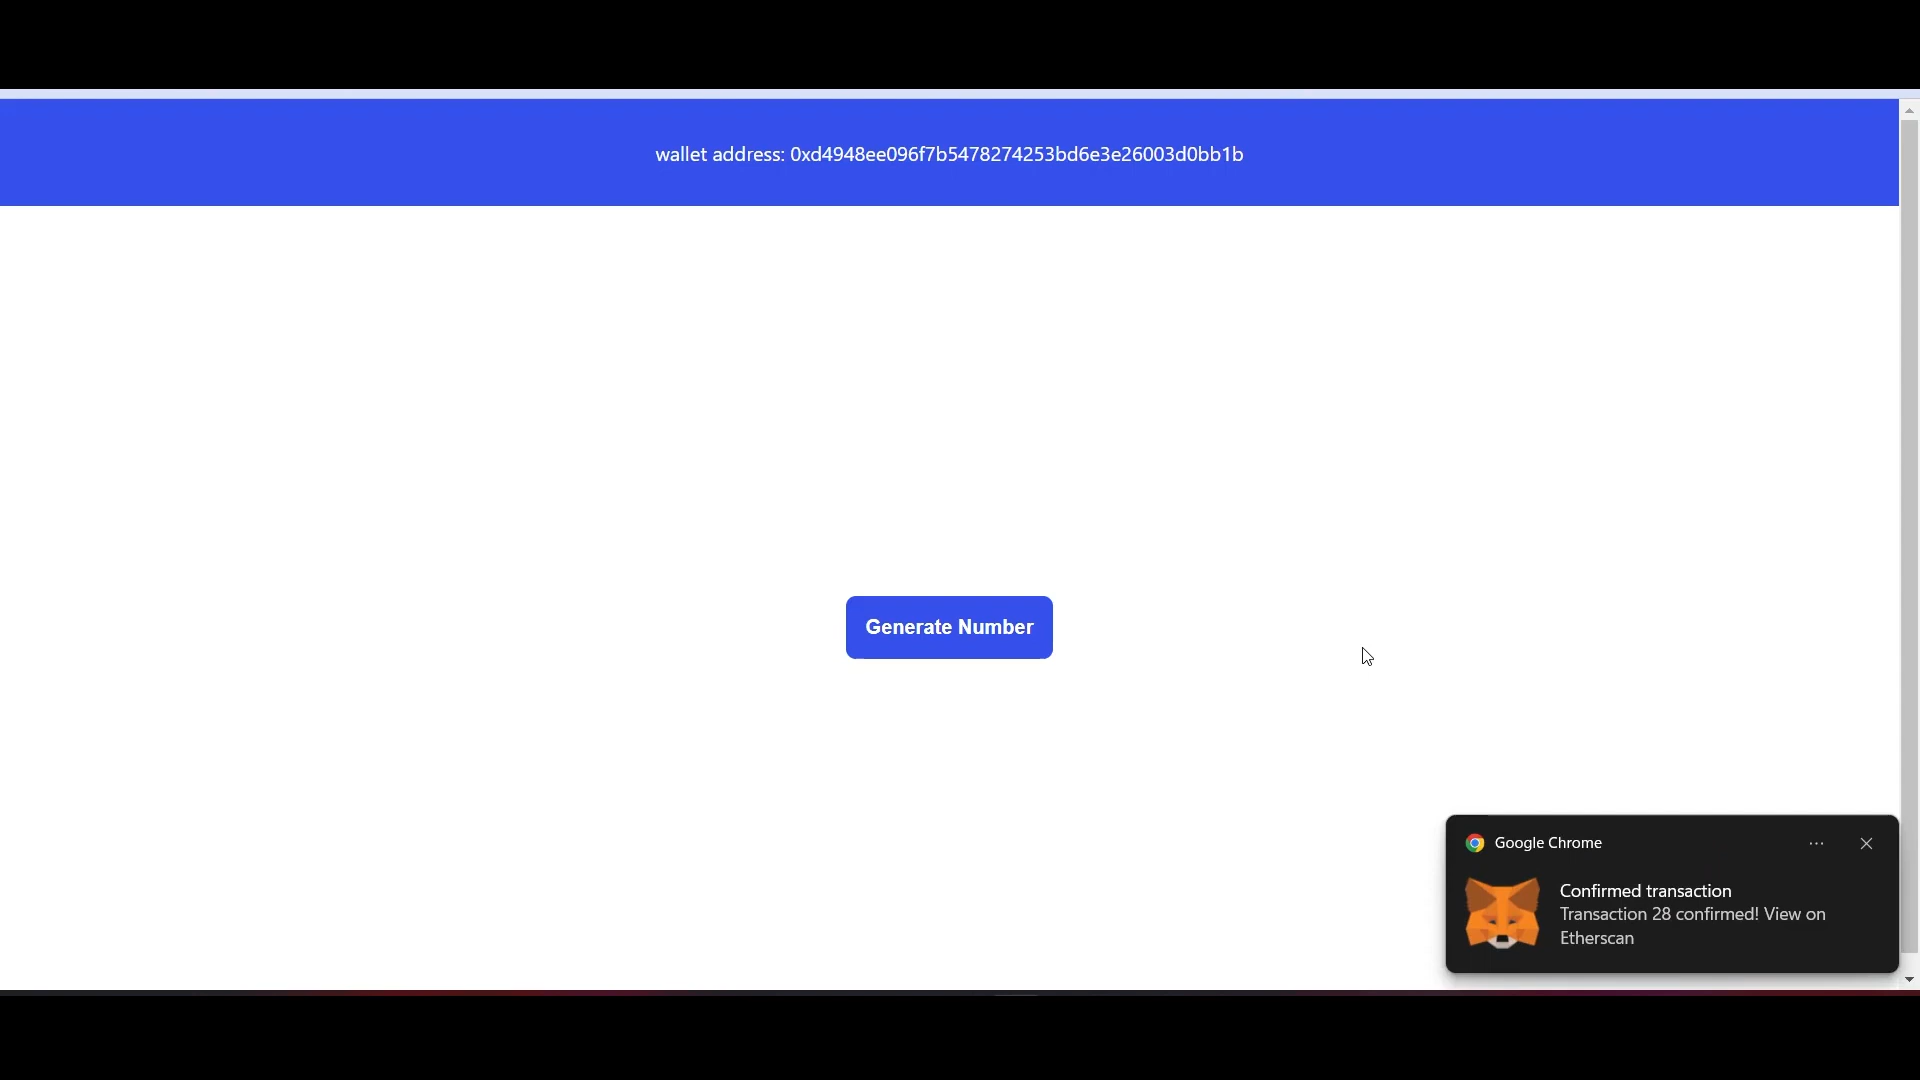 wallet address: 0xd4948ee096f7b5478274253bd6e3e26003d0bb1b
Generate Number
Google Chrome
Confirmed transaction
Transaction 28 confirmed! View on
Etherscan